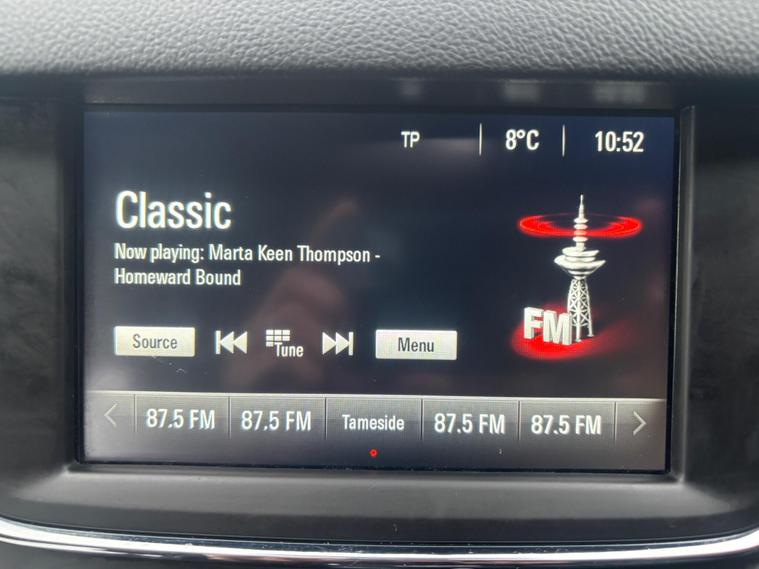 TP 8°C 10:52
Classic
Now playing: Marta Keen Thompson -
Homeward Bound
FM
Source Tune Menu
87.5 FM 87.5 FM Tameside 87.5 FM 87.5 FM